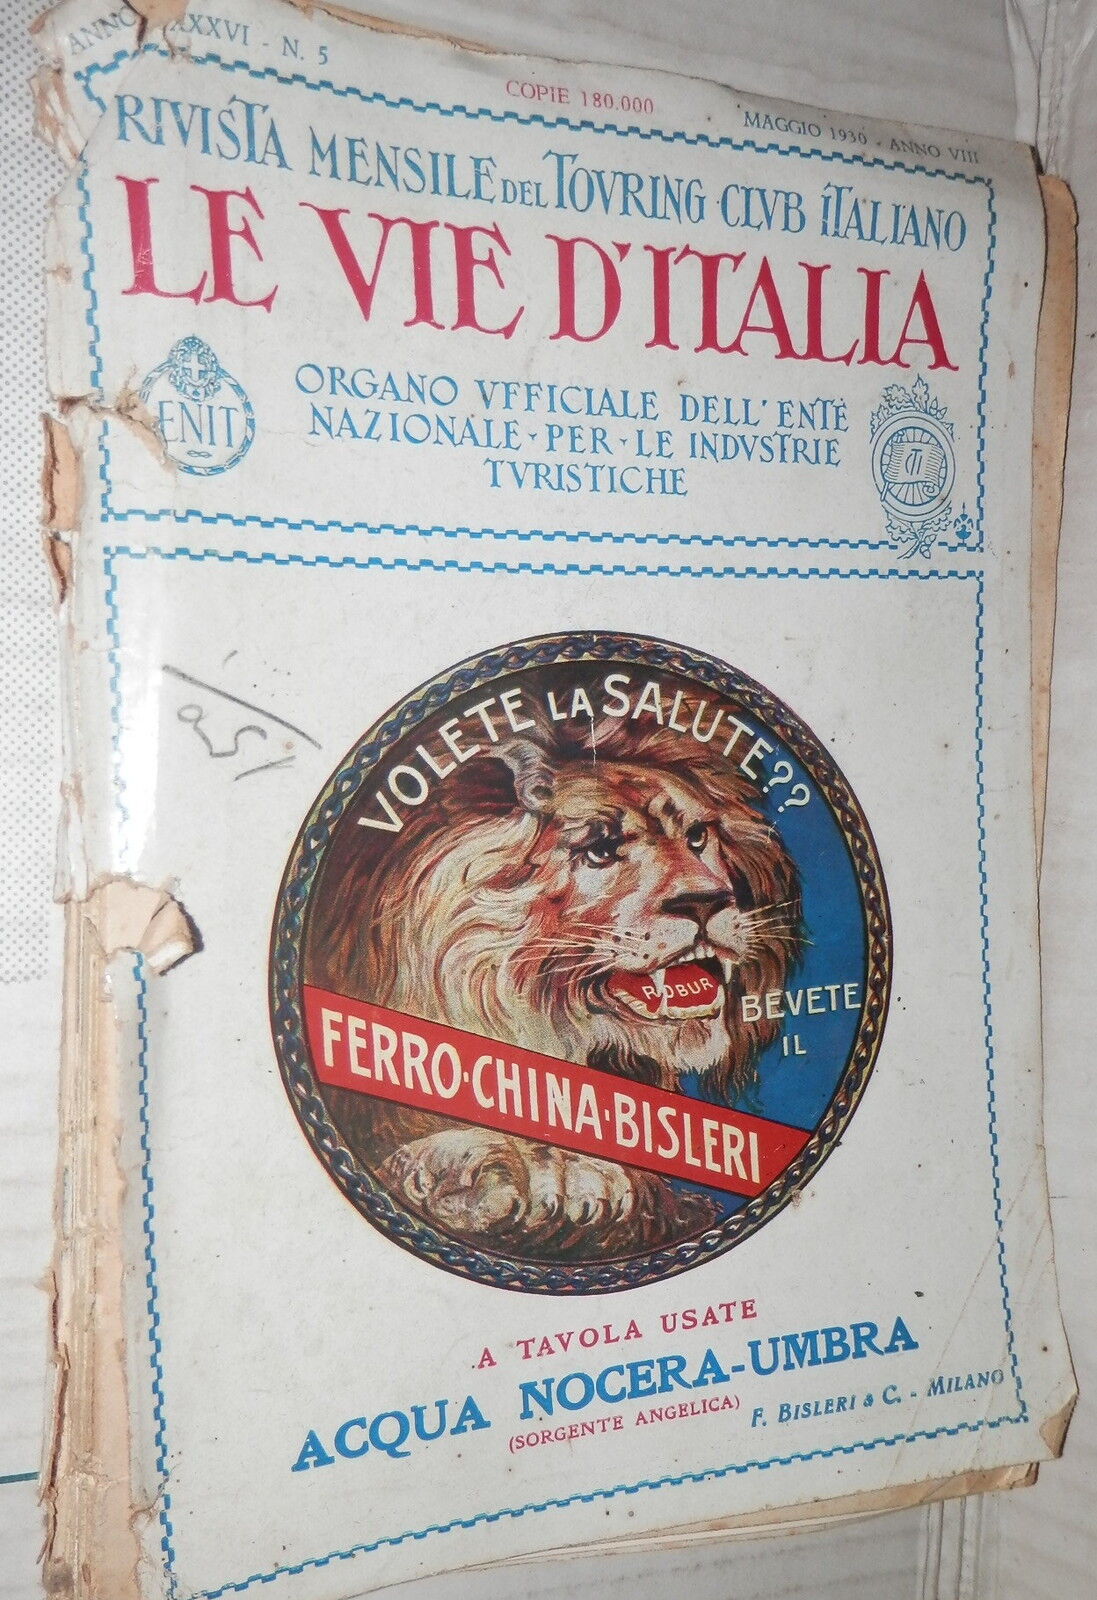 ANNO XXXVI - N. 5
COPIE 180.000
MAGGIO 1930 - ANNO VIII
RIVISTA MENSILE DEL TOVRING CLVB ITALIANO
LE VIE D'ITALIA
ENIT
ORGANO VFFICIALE DELL'ENTE
NAZIONALE - PER - LE INDVSTRIE
TVRISTICHE
VOLETE LA SALUTE??
ROBUR
BEVETE
IL
FERRO-CHINA-BISLERI
A TAVOLA USATE
ACQUA NOCERA-UMBRA
(SORGENTE ANGELICA)
F. BISLERI & C. - MILANO